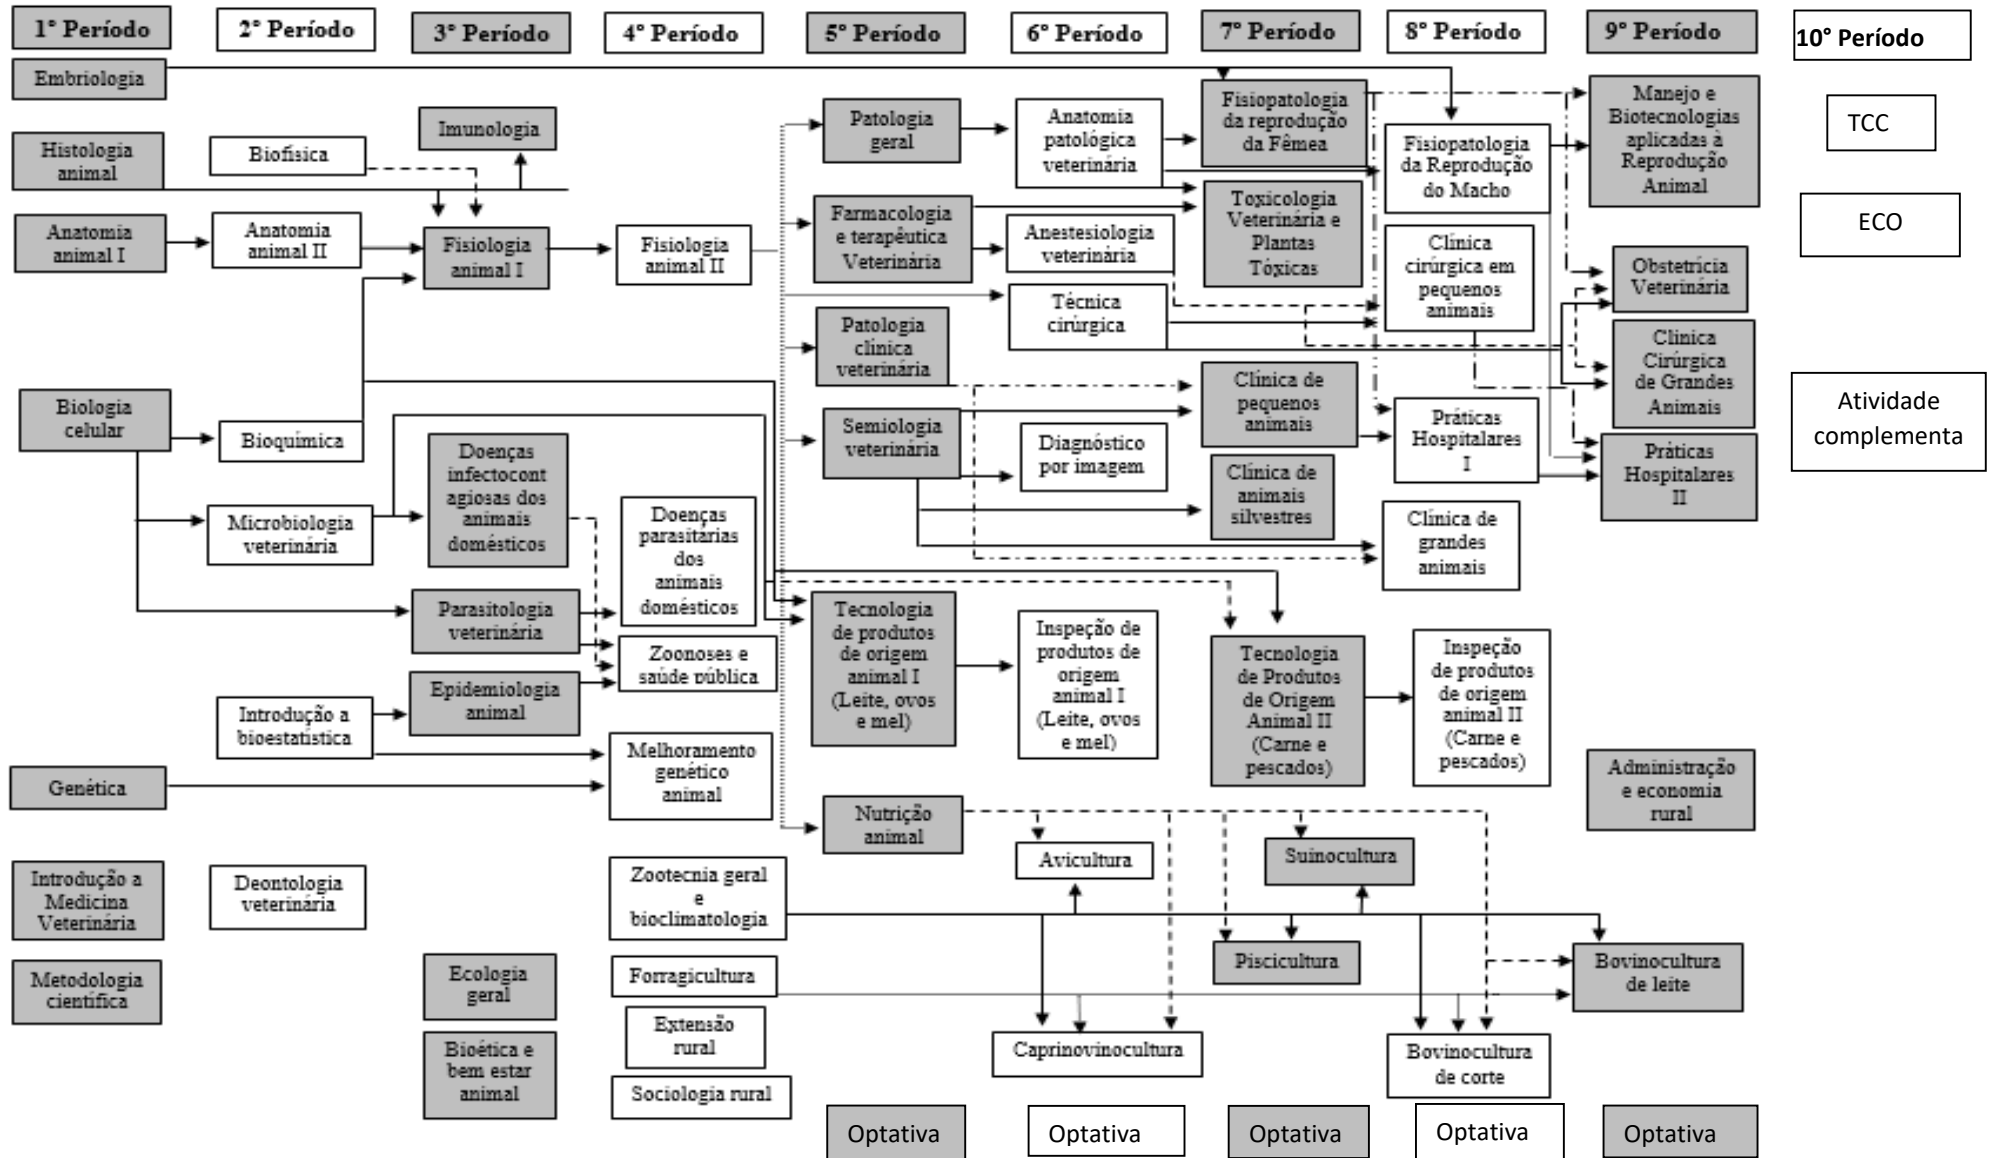 1° Período
2° Período
3° Período
4° Período
5° Período
6° Período
7° Período
8° Período
9° Período
10° Período
Embriologia
Histologia
animal
Anatomia
animal I
Biologia
celular
Genética
Introdução a
Medicina
Veterinária
Metodologia
científica
Biofísica
Anatomia
animal II
Bioquímica
Microbiologia
veterinária
Introdução a
bioestatística
Deontologia
veterinária
Imunologia
Fisiologia
animal I
Doenças
infectocont
agiosas dos
animais
domésticos
Parasitologia
veterinária
Epidemiologia
animal
Ecologia
geral
Bioética e
bem estar
animal
Fisiologia
animal II
Doenças
parasitárias
dos
animais
domésticos
Zoonoses e
saúde pública
Melhoramento
genético
animal
Zootecnia geral
e
bioclimatologia
Forragicultura
Extensão
rural
Sociologia rural
Patologia
geral
Farmacologia
e terapêutica
Veterinária
Patologia
clínica
veterinária
Semiologia
veterinária
Tecnologia
de produtos
de origem
animal I
(Leite, ovos
e mel)
Nutrição
animal
Optativa
Anatomia
patológica
veterinária
Anestesiologia
veterinária
Técnica
cirúrgica
Diagnóstico
por imagem
Inspeção de
produtos de
origem
animal I
(Leite, ovos
e mel)
Avicultura
Caprinovinocultura
Optativa
Fisiopatologia
da reprodução
da Fêmea
Toxicologia
Veterinária e
Plantas
Tóxicas
Clínica de
pequenos
animais
Clínica de
animais
silvestres
Tecnologia
de Produtos
de Origem
Animal II
(Carne e
pescados)
Suinocultura
Piscicultura
Optativa
Fisiopatologia
da Reprodução
do Macho
Clínica
cirúrgica em
pequenos
animais
Práticas
Hospitalares
I
Clínica de
grandes
animais
Inspeção
de produtos
de origem
animal II
(Carne e
pescados)
Bovinocultura
de corte
Optativa
Manejo e
Biotecnologias
aplicadas à
Reprodução
Animal
Obstetrícia
Veterinária
Clinica
Cirúrgica
de Grandes
Animais
Práticas
Hospitalares
II
Administração
e economia
rural
Bovinocultura
de leite
Optativa
TCC
ECO
Atividade
complementa